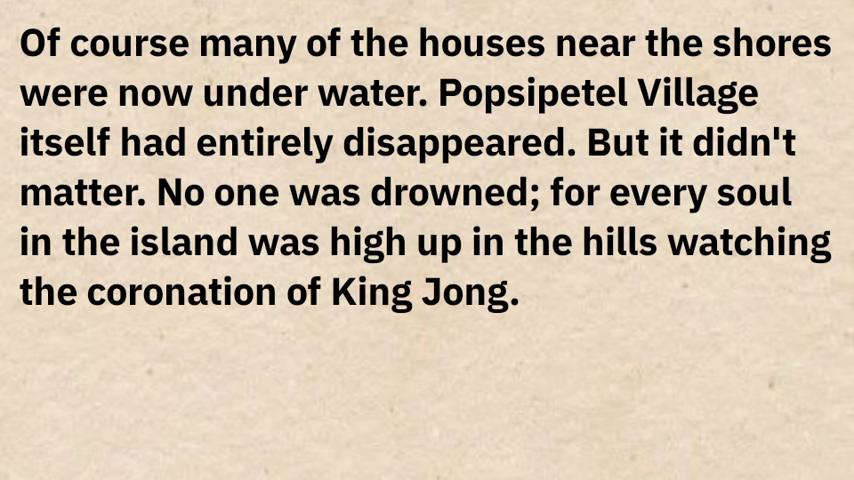 Of course many of the houses near the shores
were now under water. Popsipetel Village
itself had entirely disappeared. But it didn't
matter. No one was drowned; for every soul
in the island was high up in the hills watching
the coronation of King Jong.